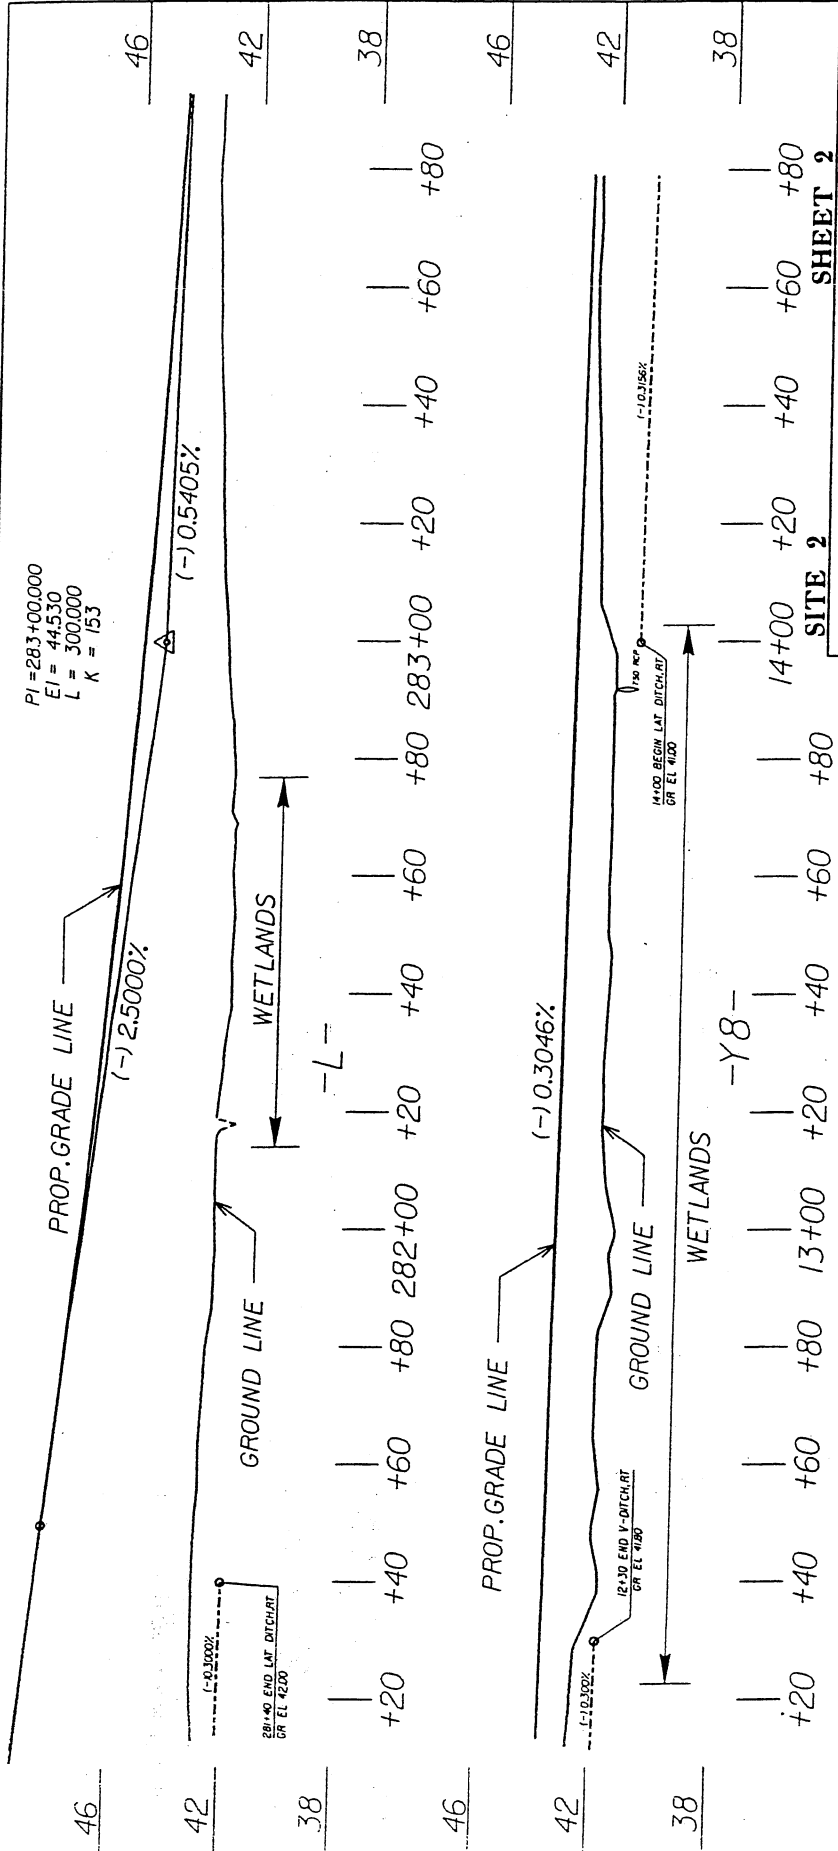 PI =283+00.000
EI = 44.530
L = 300.000
K = 153
PROP. GRADE LINE
(-) 2.5000%
(-) 0.5405%
GROUND LINE
WETLANDS
(-)0.3000%
281+40 END LAT DITCH,RT
GR EL 42.00
-L-
46
42
38
46
42
38
+20
+40
+60
+80
282+00
+20
+40
+60
+80
283+00
+20
+40
+60
+80
PROP. GRADE LINE
(-) 0.3046%
GROUND LINE
WETLANDS
(-) 0.300%
12+30 END V-DITCH,RT
GR EL 41.80
14+00 BEGIN LAT DITCH,RT
GR EL 41.00
RCP
(-) 0.3156%
-Y8-
46
42
38
46
42
38
+20
+40
+60
+80
13+00
+20
+40
+60
+80
14+00
+20
+40
+60
+80
SITE 2
SHEET 2